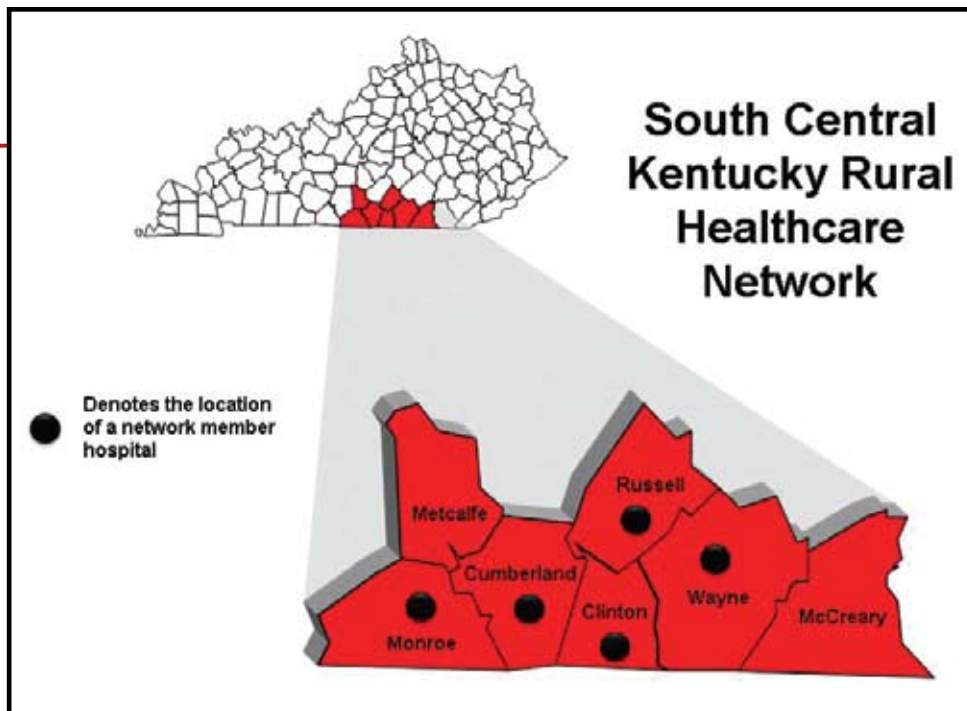 South Central
Kentucky Rural
Healthcare
Network
Denotes the location
of a network member
hospital
Russell
Metcalfe
Cumberland
Clinton
Wayne
McCreary
Monroe